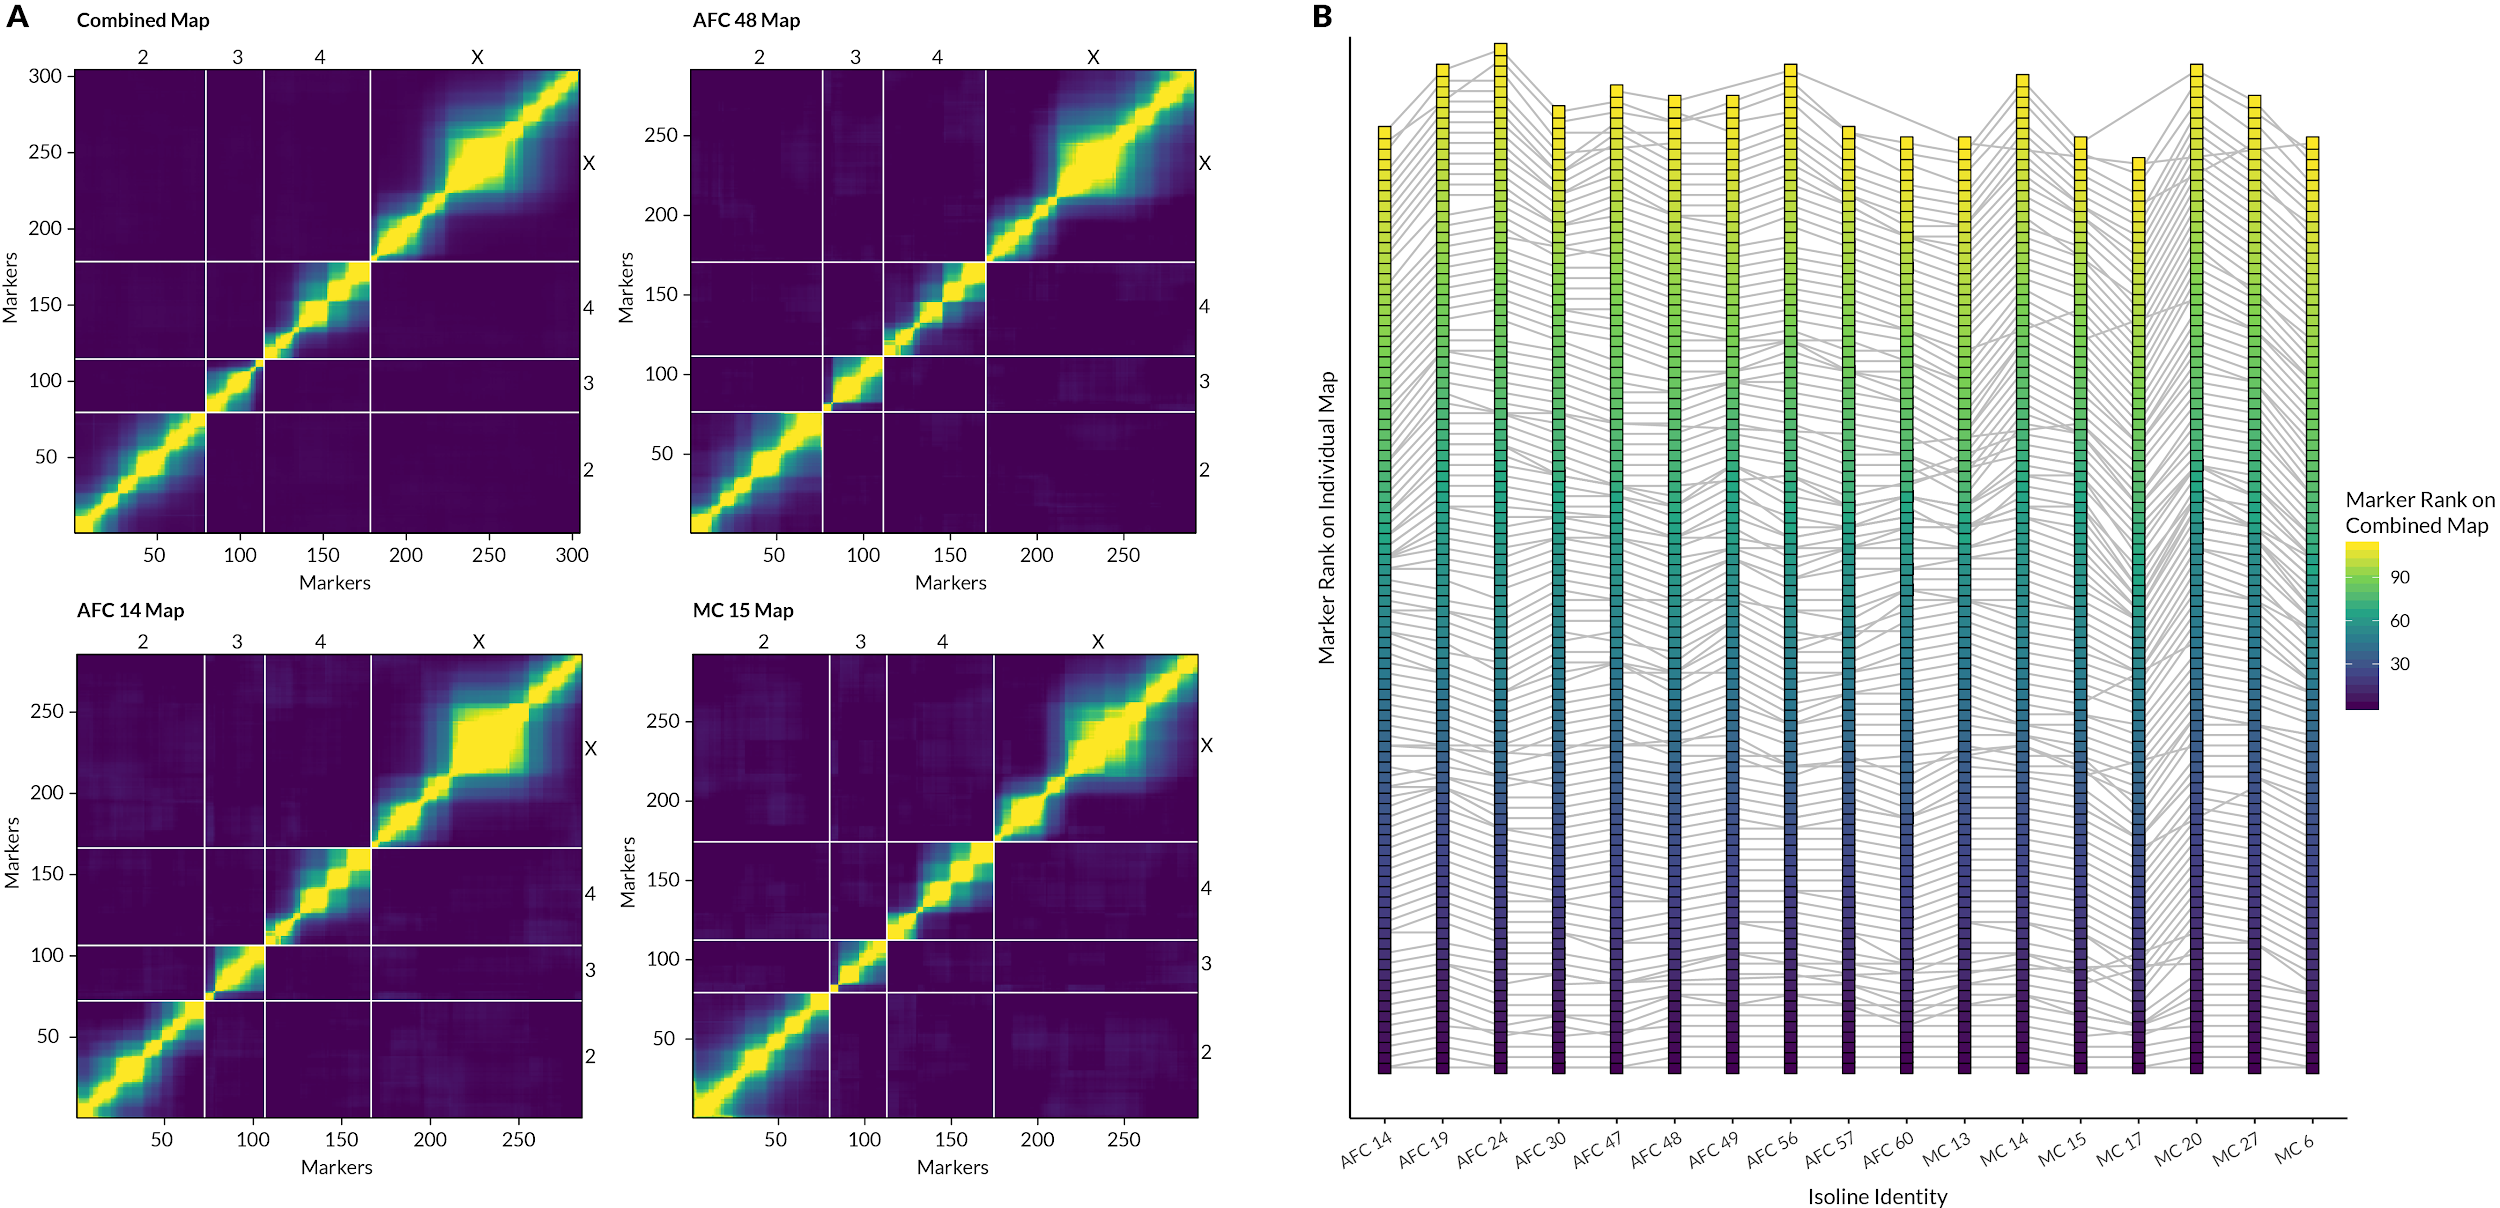 A
Combined Map
2 3 4 X
300
250
200
150
100
50
Markers
X
4
3
2
50 100 150 200 250 300
Markers
AFC 48 Map
2 3 4 X
250
200
150
100
50
Markers
X
4
3
2
50 100 150 200 250
Markers
AFC 14 Map
2 3 4 X
250
200
150
100
50
Markers
X
4
3
2
50 100 150 200 250
Markers
MC 15 Map
2 3 4 X
250
200
150
100
50
Markers
X
4
3
2
50 100 150 200 250
Markers
B
Marker Rank on Individual Map
AFC 14 AFC 19 AFC 24 AFC 30 AFC 47 AFC 48 AFC 49 AFC 56 AFC 57 AFC 60 MC 13 MC 14 MC 15 MC 17 MC 20 MC 27 MC 6
Isoline Identity
Marker Rank on
Combined Map
90
60
30